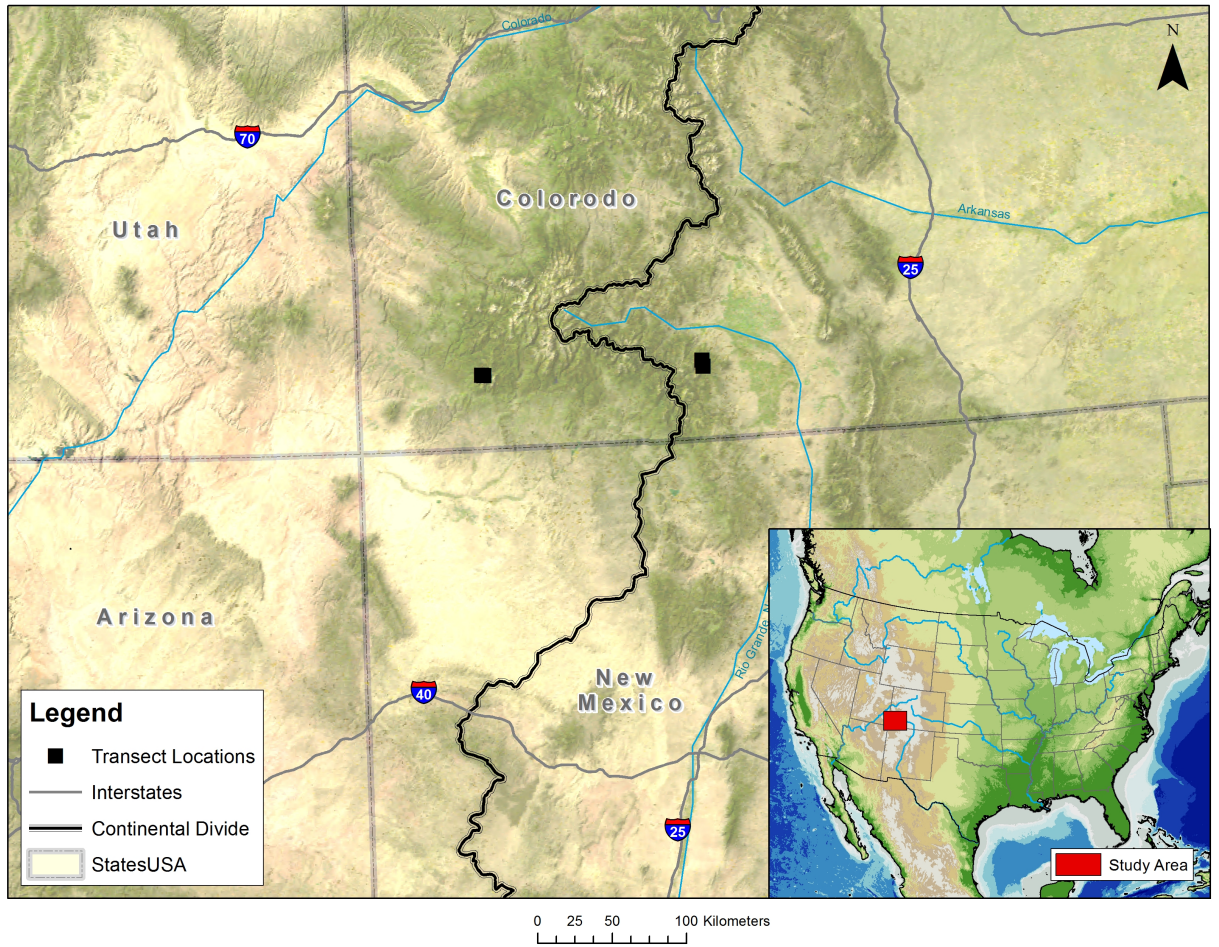 Colorado
N
70
Colorodo
Utah
Arkansas
25
Arizona
Rio Grande, N
New
Mexico
40
25
Legend
Transect Locations
Interstates
Continental Divide
StatesUSA
Study Area
0 25 50 100 Kilometers